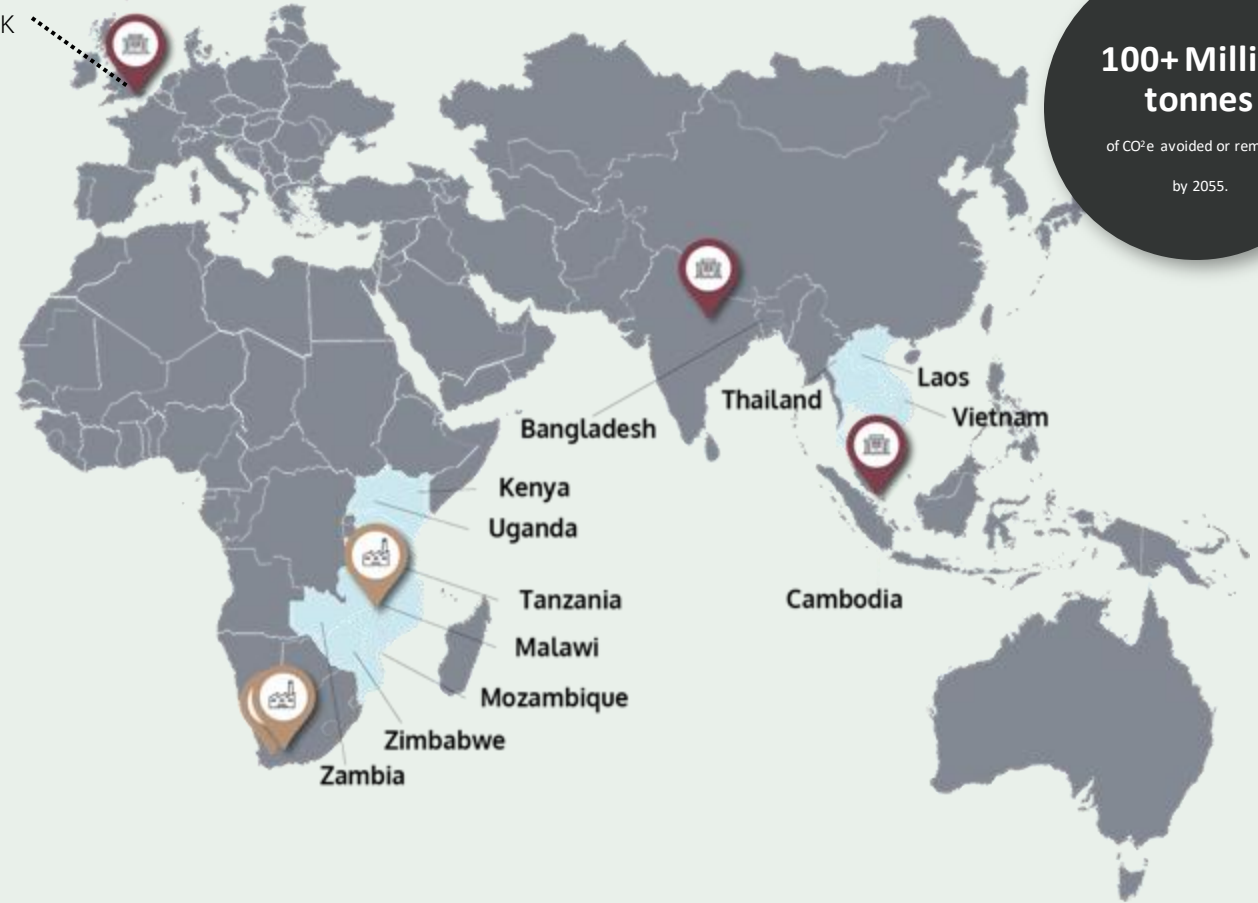 K
100+ Milli
tonnes
of CO²e avoided or rem
by 2055.
Laos
Thailand
Vietnam
Bangladesh
Kenya
Uganda
Tanzania
Cambodia
Malawi
Mozambique
Zimbabwe
Zambia